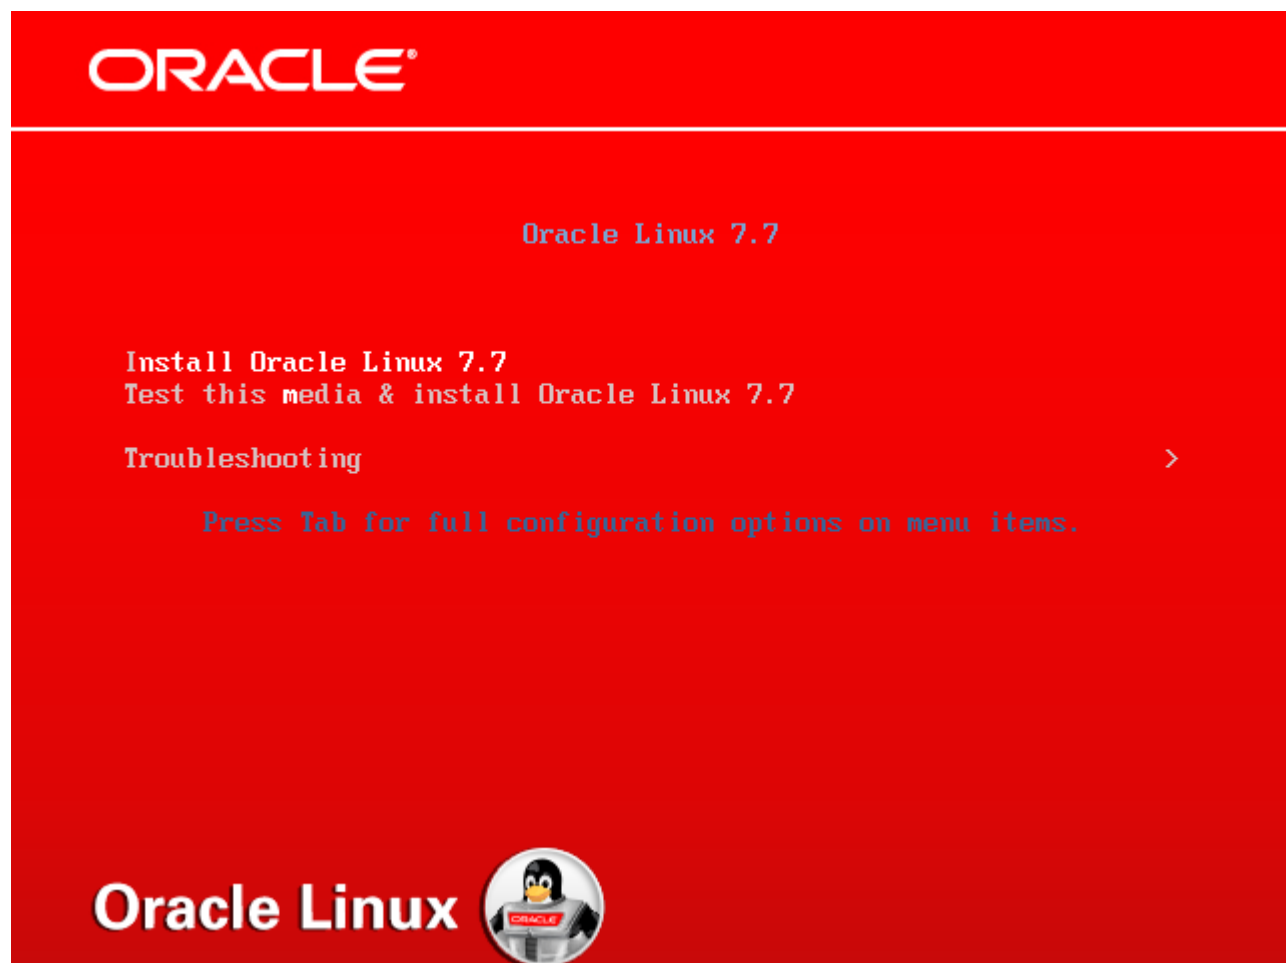 ORACLE®
Oracle Linux 7.7
Install Oracle Linux 7.7
Test this media & install Oracle Linux 7.7
Troubleshooting >
Press Tab for full configuration options on menu items.
Oracle Linux
ORACLE